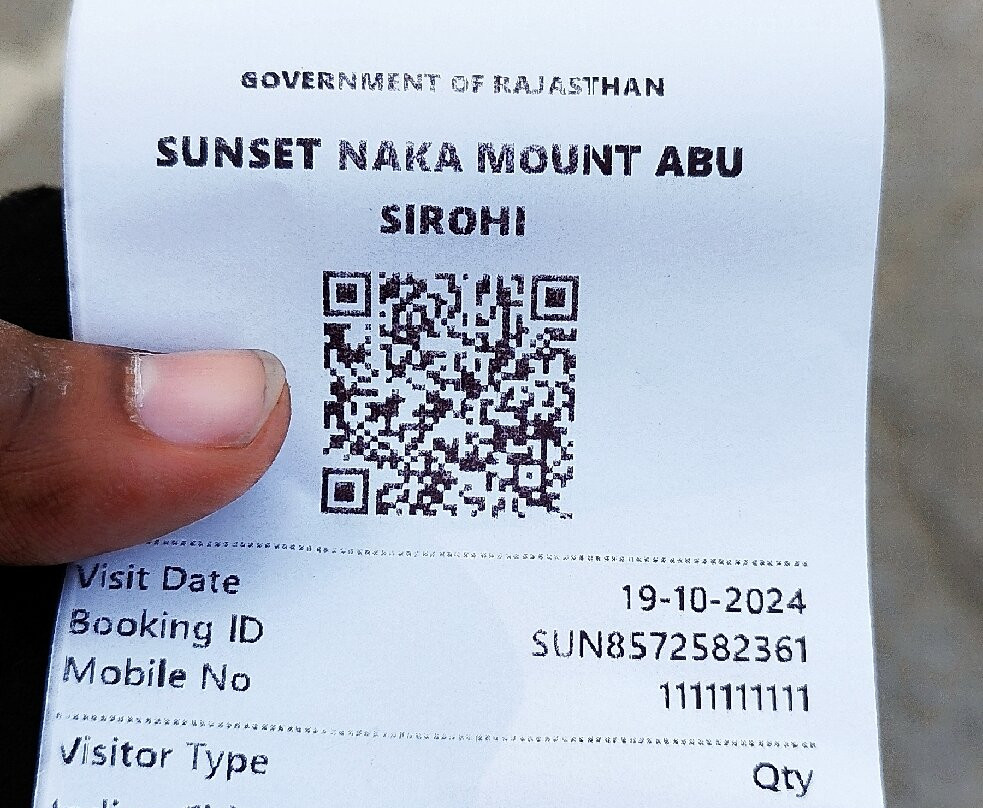 GOVERNMENT OF RAJASTHAN
SUNSET NAKA MOUNT ABU
SIROHI
Visit Date 19-10-2024
Booking ID SUN8572582361
Mobile No 1111111111
Visitor Type Qty